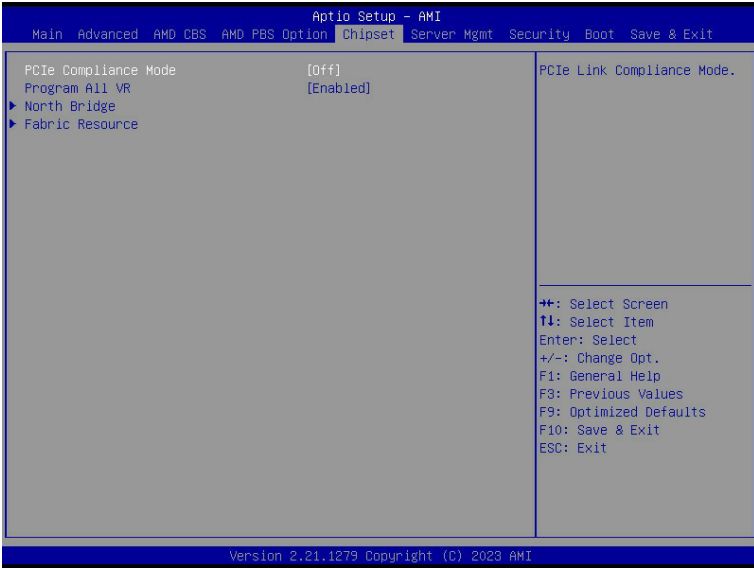 Aptio Setup - AMI
Main Advanced AMD CBS AMD PBS Option Chipset Server Mgmt Security Boot Save & Exit
PCIe Compliance Mode [Off]
Program All VR [Enabled]
North Bridge
Fabric Resource
PCIe Link Compliance Mode.
→←: Select Screen
↑↓: Select Item
Enter: Select
+/-: Change Opt.
F1: General Help
F3: Previous Values
F9: Optimized Defaults
F10: Save & Exit
ESC: Exit
Version 2.21.1279 Copyright (C) 2023 AMI